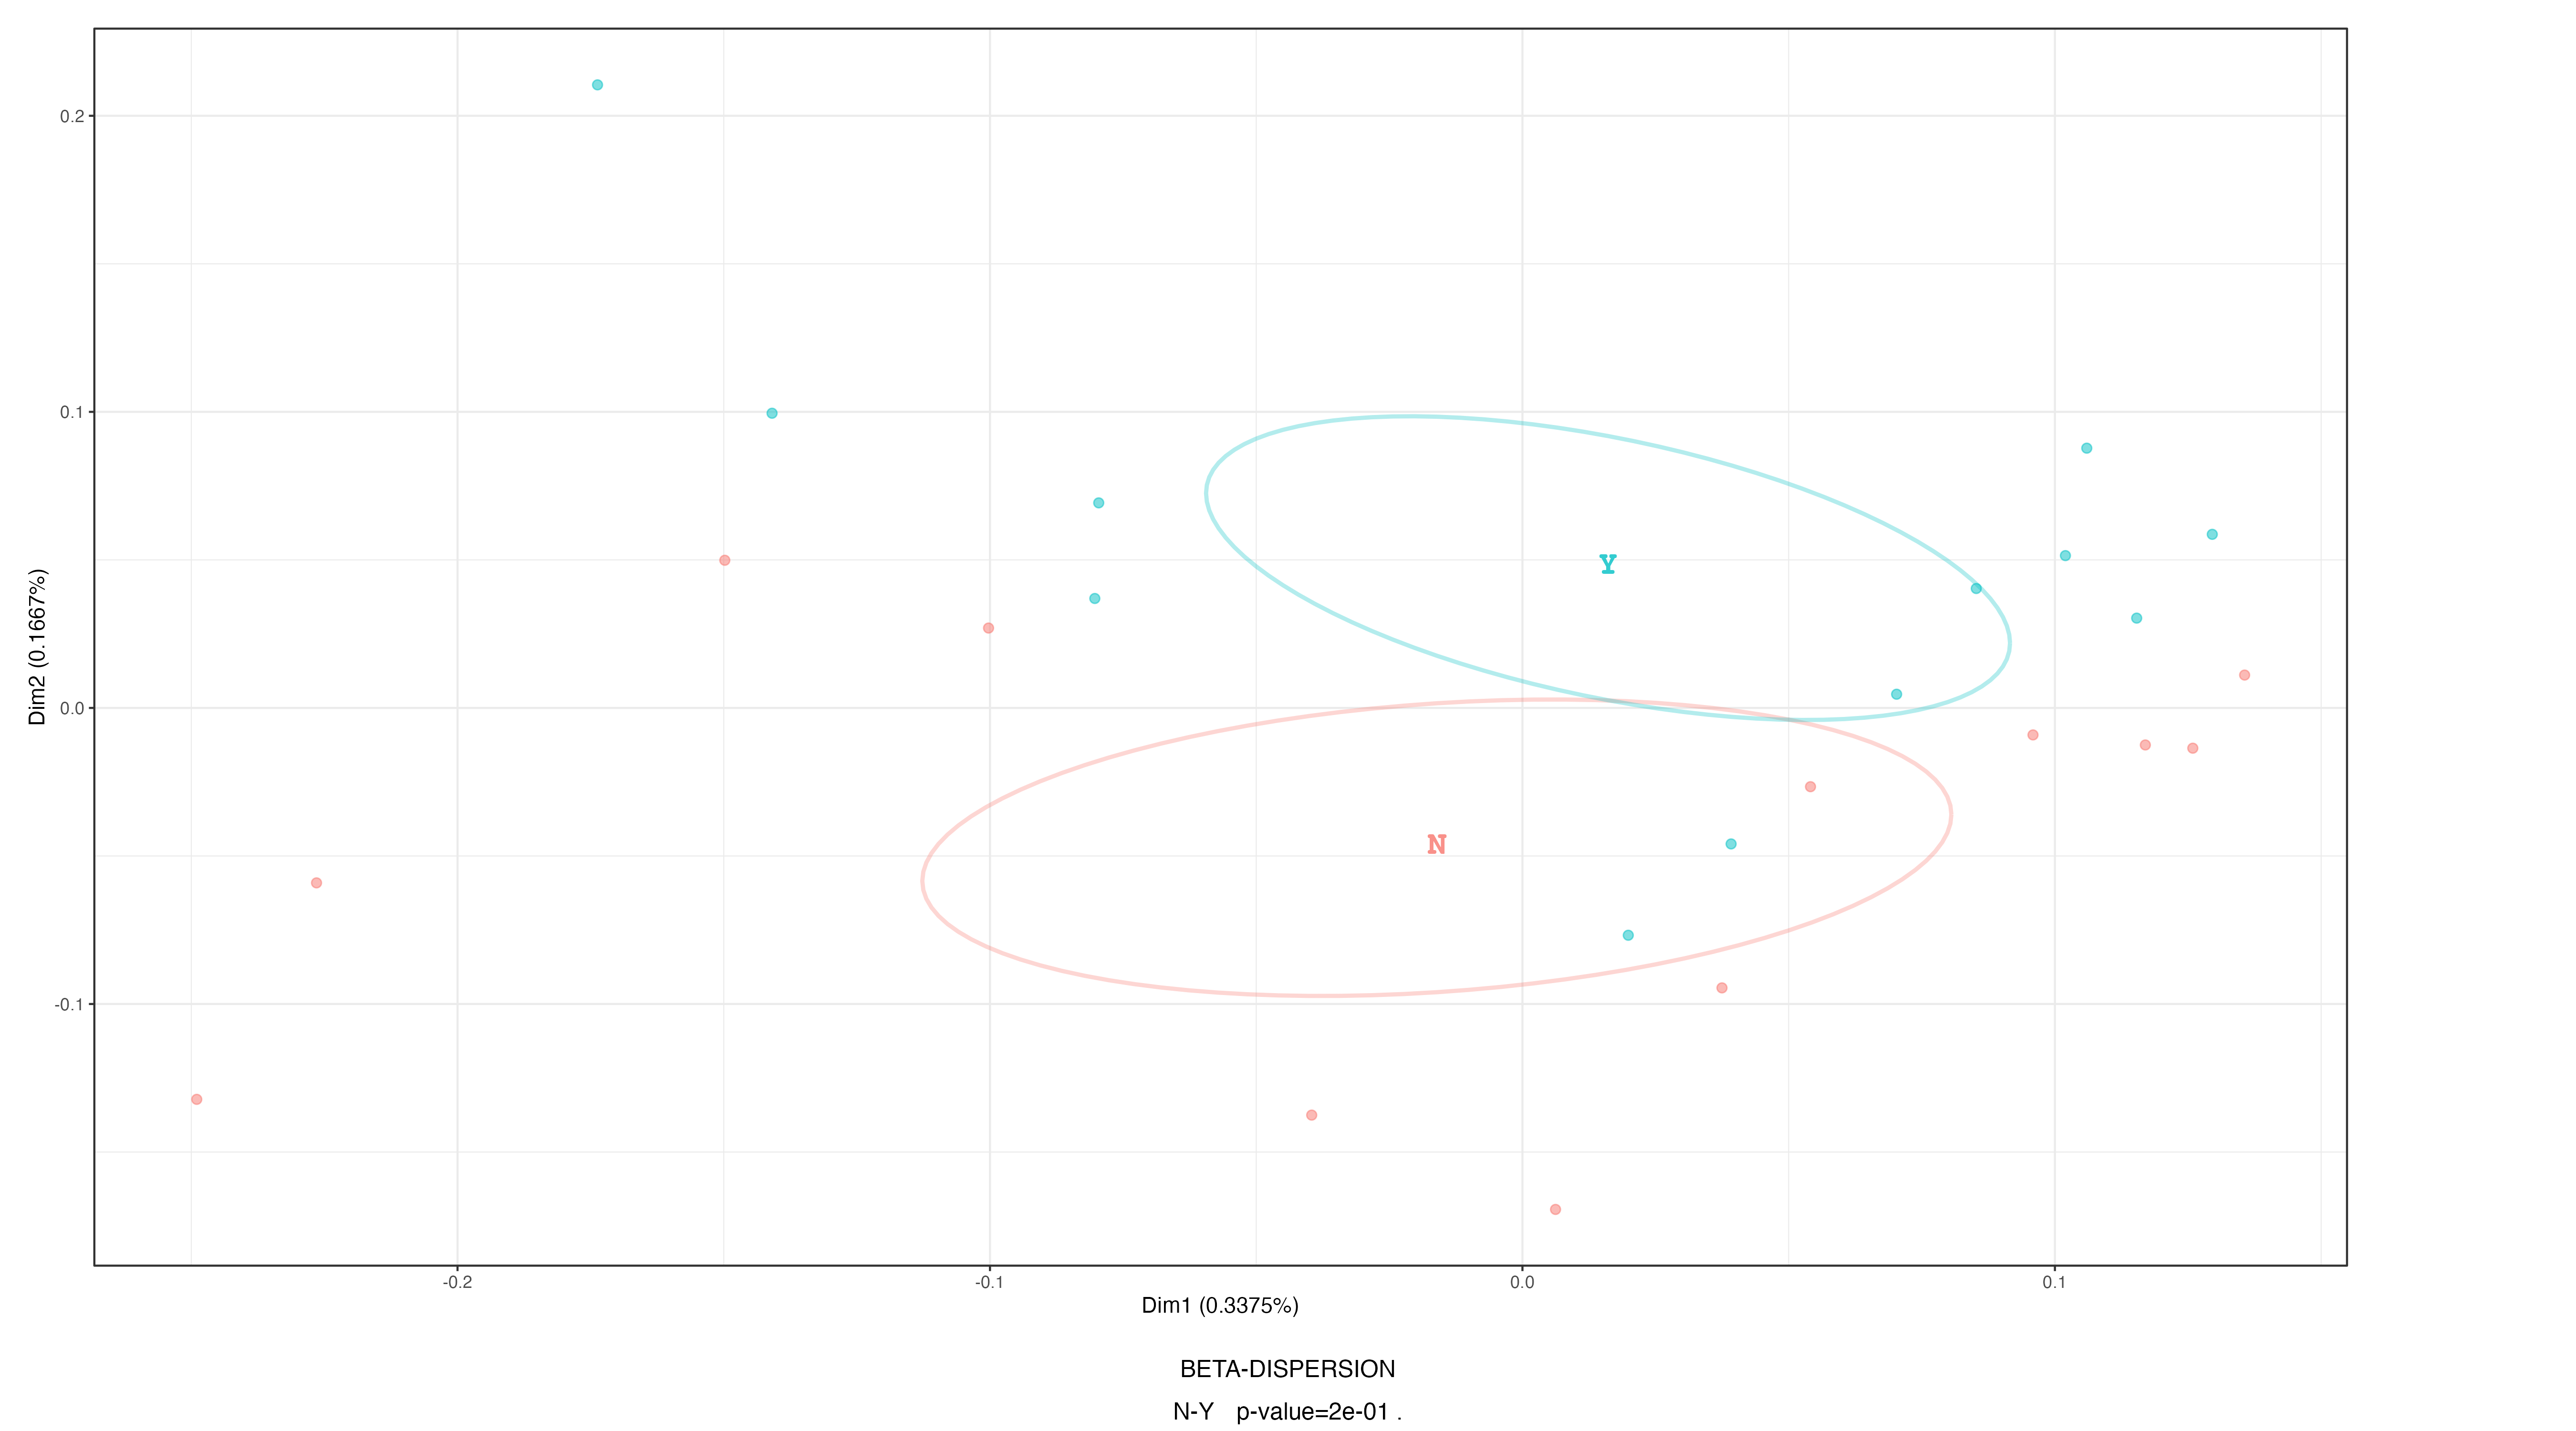 0.2
0.1
0.0
-0.1
Dim2 (0.1667%)
Y
N
-0.2 -0.1 0.0 0.1
Dim1 (0.3375%)
BETA-DISPERSION
N-Y p-value=2e-01 .